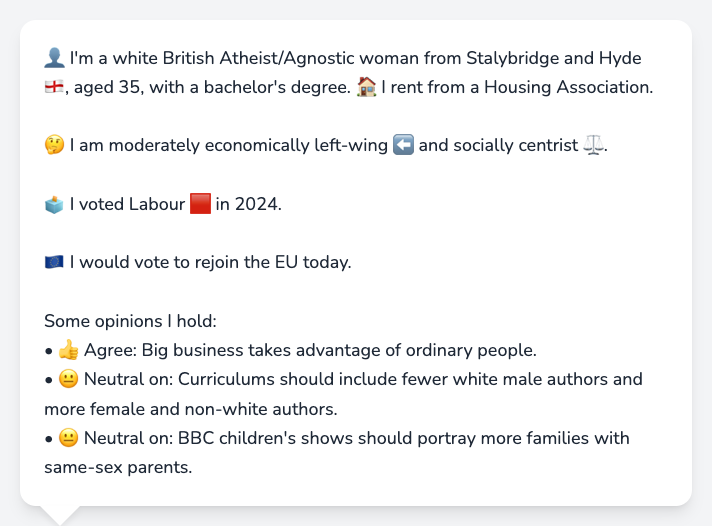 👤 I'm a white British Atheist/Agnostic woman from Stalybridge and Hyde
🏴󠁧󠁢󠁥󠁮󠁧󠁿, aged 35, with a bachelor's degree. 🏠 I rent from a Housing Association.
🤔 I am moderately economically left-wing ⬅️ and socially centrist ⚖️.
🗳️ I voted Labour 🟥 in 2024.
🇪🇺 I would vote to rejoin the EU today.
Some opinions I hold:
• 👍 Agree: Big business takes advantage of ordinary people.
• 😐 Neutral on: Curriculums should include fewer white male authors and
more female and non-white authors.
• 😐 Neutral on: BBC children's shows should portray more families with
same-sex parents.